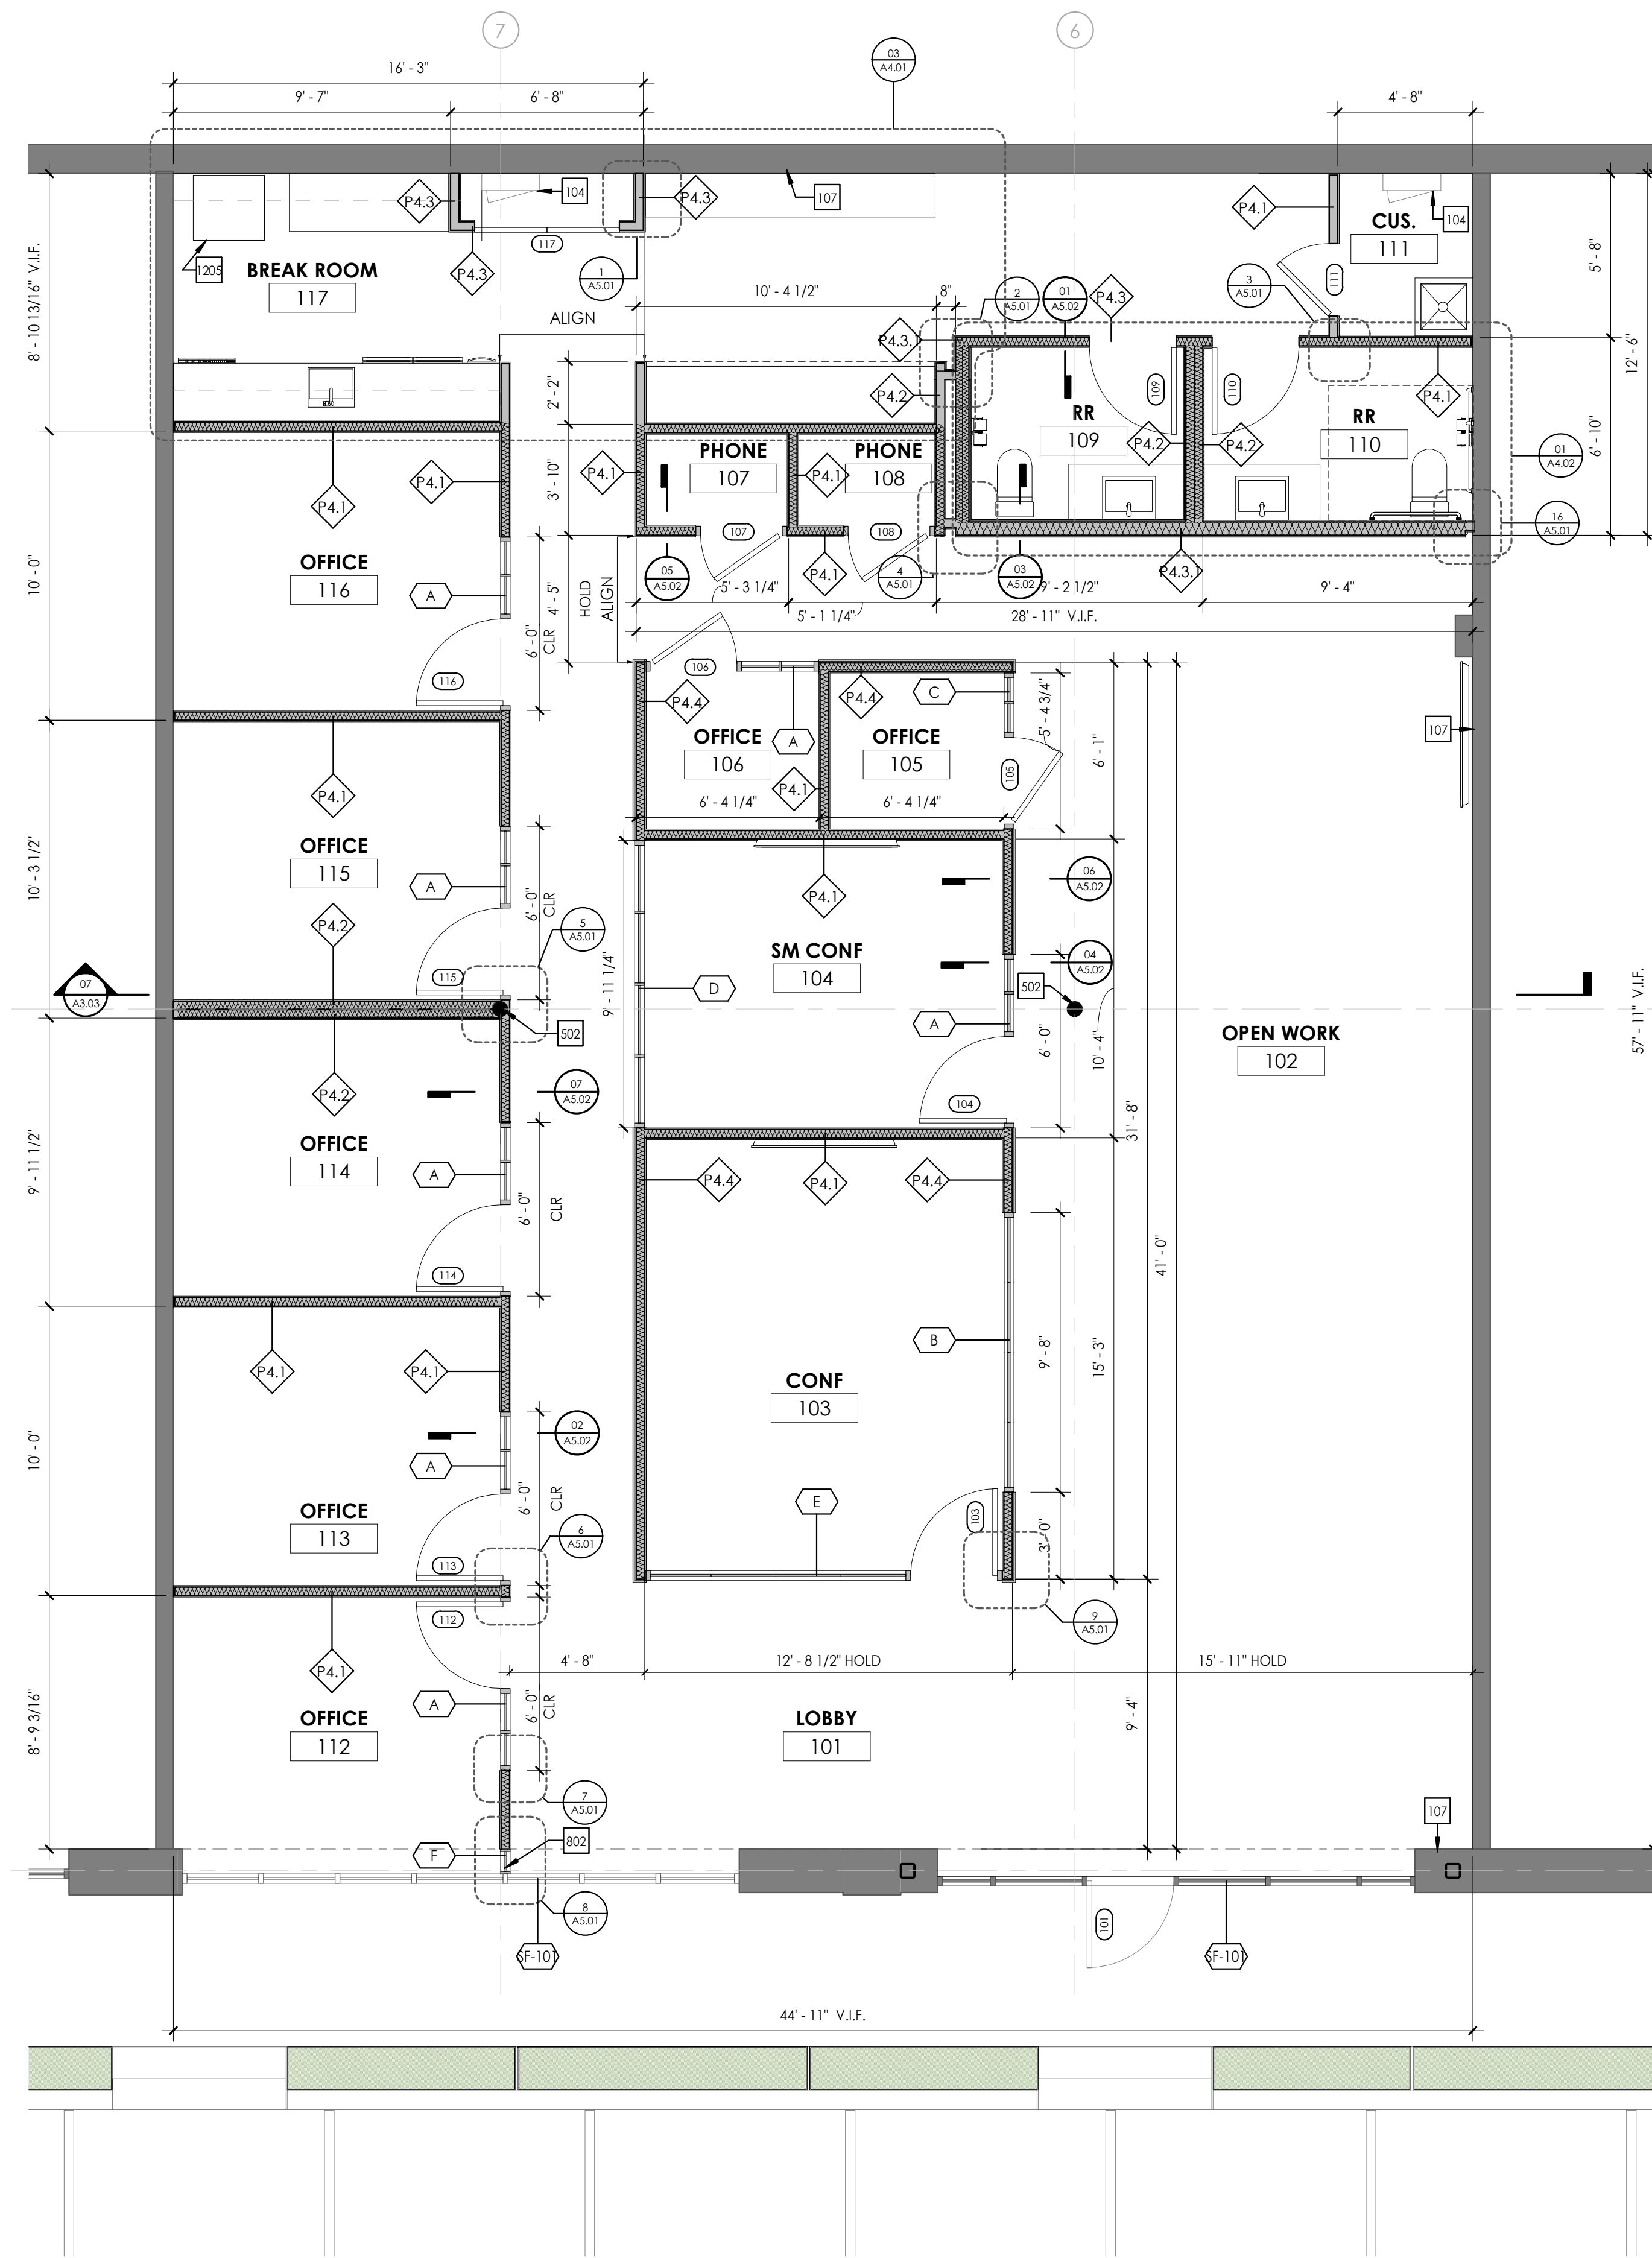 7
6
03
A4.01
16' - 3"
9' - 7"
6' - 8"
4' - 8"
P4.3
104
P4.3
107
P4.1
CUS.
111
104
117
1205
BREAK ROOM
117
P4.3
1
A5.01
3
A5.01
111
8' - 10 13/16" V.I.F.
5' - 8"
12' - 6"
10' - 4 1/2"
8"
2
A5.01
01
A5.02
P4.3
ALIGN
P4.3.
2' - 2"
P4.2
109
110
P4.1
RR
109
P4.2
P4.2
RR
110
6' - 10"
01
A4.02
16
A5.01
P4.1
P4.1
3' - 10"
P4.1
PHONE
107
P4.1
PHONE
108
107
108
OFFICE
116
A
10' - 0"
6' - 0"
CLR
4' - 5"
HOLD
ALIGN
05
A5.02
P4.1
4
A5.01
03
A5.02
P4.3.
5' - 3 1/4"
9' - 2 1/2"
9' - 4"
5' - 1 1/4"
28' - 11" V.I.F.
116
106
P4.4
P4.4
C
5' - 4 3/4"
6' - 1"
107
OFFICE
106
A
OFFICE
105
105
P4.1
6' - 4 1/4"
6' - 4 1/4"
P4.1
OFFICE
115
A
10' - 3 1/2"
P4.2
6' - 0"
CLR
5
A5.01
9' - 11 1/4"
P4.1
06
A5.02
SM CONF
104
04
A5.02
D
502
A
07
A3.03
115
502
6' - 0"
10' - 4"
OPEN WORK
102
57' - 11" V.I.F.
P4.2
07
A5.02
104
31' - 8"
OFFICE
114
A
9' - 11 1/2"
6' - 0"
CLR
P4.4
P4.1
P4.4
114
41' - 0"
P4.1
P4.1
B
9' - 8"
15' - 3"
CONF
103
02
A5.02
A
10' - 0"
6' - 0"
CLR
E
103
3' - 0"
OFFICE
113
6
A5.01
113
112
9
A5.01
P4.1
4' - 8"
12' - 8 1/2" HOLD
15' - 11" HOLD
A
6' - 0"
CLR
9' - 4"
OFFICE
112
LOBBY
101
8' - 9 3/16"
7
A5.01
107
802
F
8
A5.01
101
SF-101
SF-101
44' - 11" V.I.F.